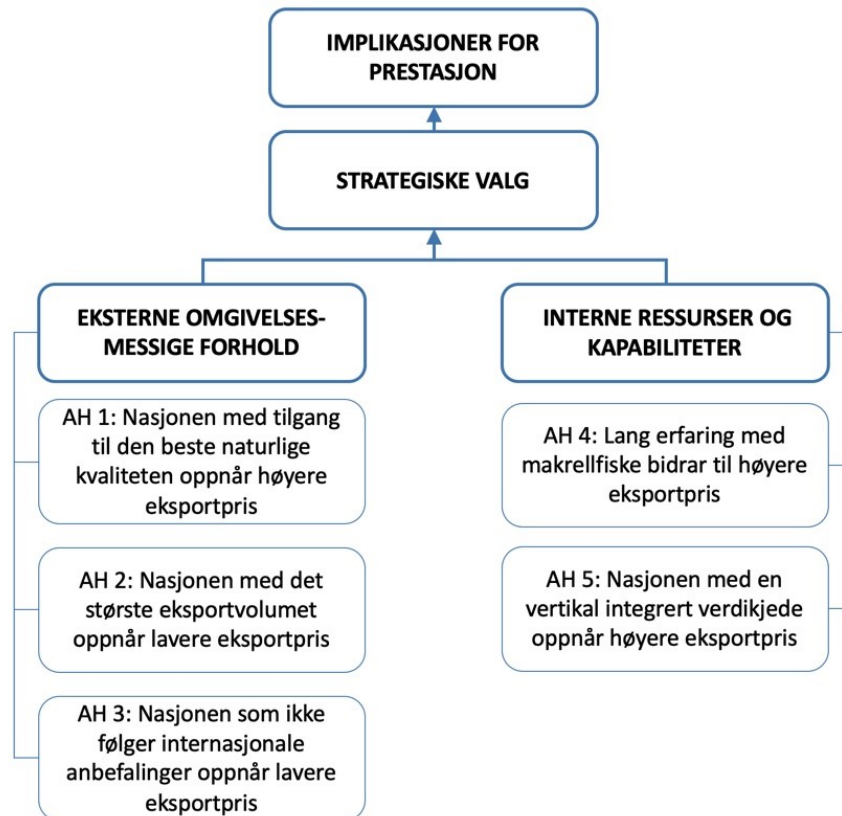 IMPLIKASJONER FOR
PRESTASJON
STRATEGISKE VALG
EKSTERNE OMGIVELSES-
MESSIGE FORHOLD
AH 1: Nasjonen med tilgang
til den beste naturlige
kvaliteten oppnår høyere
eksportpris
AH 2: Nasjonen med det
største eksportvolumet
oppnår lavere eksportpris
AH 3: Nasjonen som ikke
følger internasjonale
anbefalinger oppnår lavere
eksportpris
INTERNE RESSURSER OG
KAPABILITETER
AH 4: Lang erfaring med
makrellfiske bidrar til høyere
eksportpris
AH 5: Nasjonen med en
vertikal integrert verdikjede
oppnår høyere eksportpris